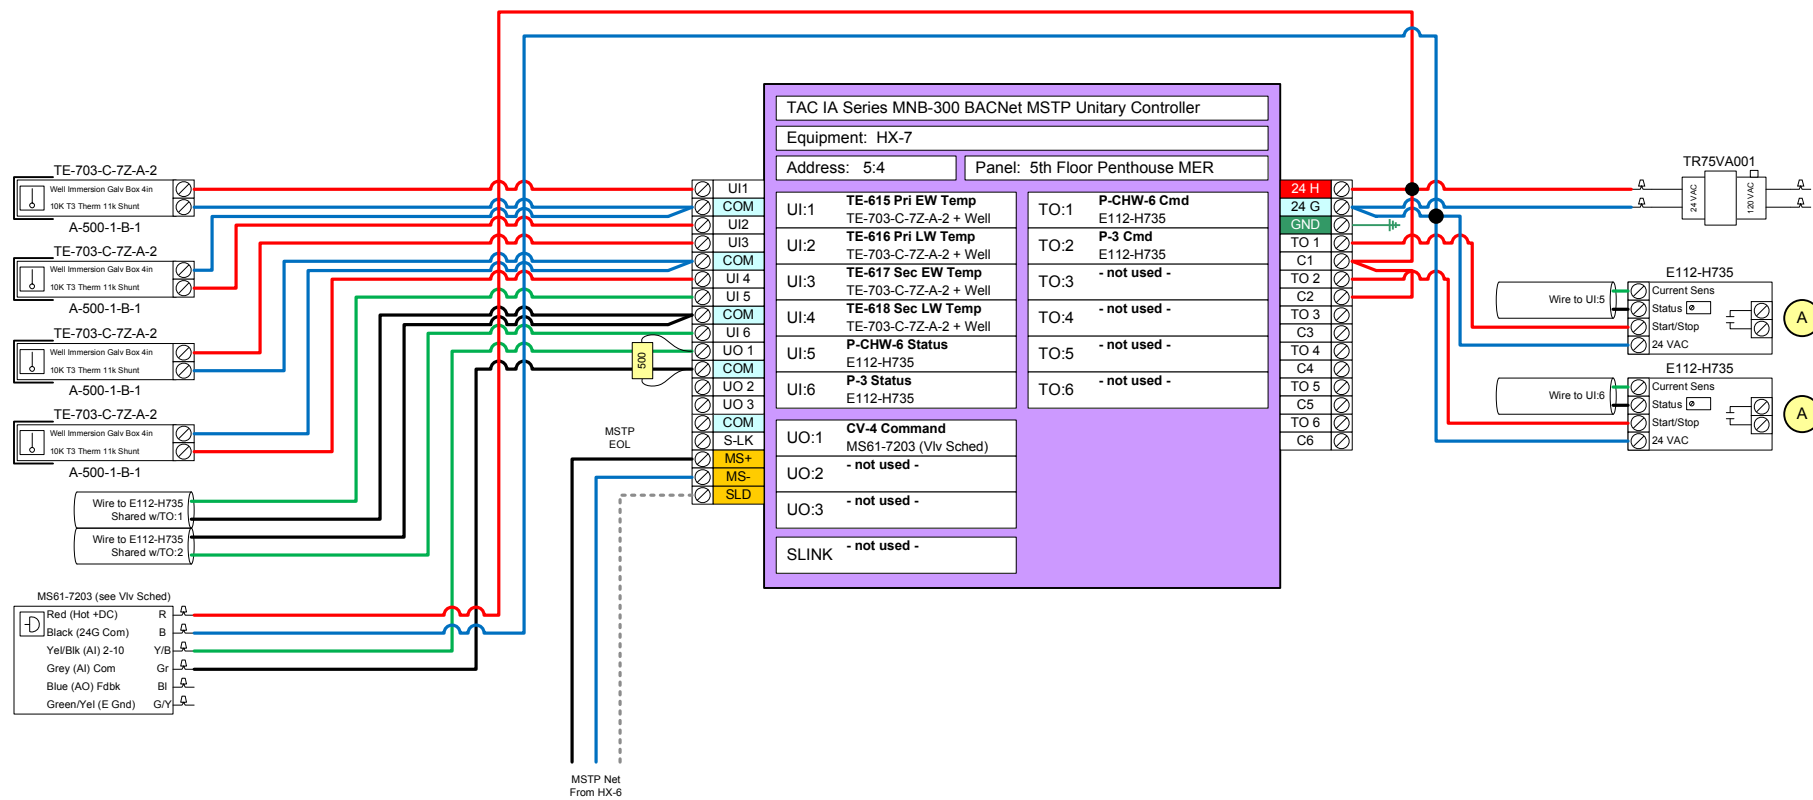 TAC IA Series MNB-300 BACNet MSTP Unitary Controller
Equipment: HX-7
Address: 5:4
Panel: 5th Floor Penthouse MER
TE-703-C-7Z-A-2
Well Immersion Galv Box 4in
10K T3 Therm 11k Shunt
A-500-1-B-1
TE-703-C-7Z-A-2
Well Immersion Galv Box 4in
10K T3 Therm 11k Shunt
A-500-1-B-1
TE-703-C-7Z-A-2
Well Immersion Galv Box 4in
10K T3 Therm 11k Shunt
A-500-1-B-1
TE-703-C-7Z-A-2
Well Immersion Galv Box 4in
10K T3 Therm 11k Shunt
A-500-1-B-1
Wire to E112-H735
Shared w/TO:1
Wire to E112-H735
Shared w/TO:2
MS61-7203 (see Vlv Sched)
Red (Hot +DC) R
Black (24G Com) B
Yel/Blk (AI) 2-10 Y/B
Grey (AI) Com Gr
Blue (AO) Fdbk Bl
Green/Yel (E Gnd) G/Y
500
MSTP
EOL
MSTP Net
From HX-6
UI1
COM
UI2
UI3
COM
UI 4
UI 5
COM
UI 6
UO 1
COM
UO 2
UO 3
COM
S-LK
MS+
MS-
SLD
UI:1
TE-615 Pri EW Temp
TE-703-C-7Z-A-2 + Well
UI:2
TE-616 Pri LW Temp
TE-703-C-7Z-A-2 + Well
UI:3
TE-617 Sec EW Temp
TE-703-C-7Z-A-2 + Well
UI:4
TE-618 Sec LW Temp
TE-703-C-7Z-A-2 + Well
UI:5
P-CHW-6 Status
E112-H735
UI:6
P-3 Status
E112-H735
UO:1
CV-4 Command
MS61-7203 (Vlv Sched)
UO:2
- not used -
UO:3
- not used -
SLINK
- not used -
TO:1
P-CHW-6 Cmd
E112-H735
TO:2
P-3 Cmd
E112-H735
TO:3
- not used -
TO:4
- not used -
TO:5
- not used -
TO:6
- not used -
24 H
24 G
GND
TO 1
C1
TO 2
C2
TO 3
C3
TO 4
C4
TO 5
C5
TO 6
C6
TR75VA001
24 VAC
120 VAC
E112-H735
Wire to UI:5
Current Sens
Status
Start/Stop
24 VAC
A
E112-H735
Wire to UI:6
Current Sens
Status
Start/Stop
24 VAC
A